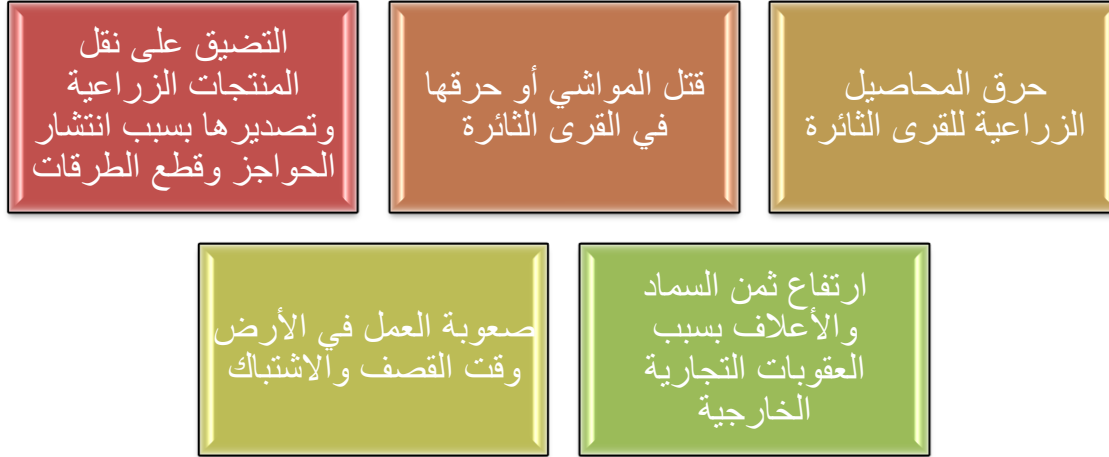 حرق المحاصيل
الزراعية للقرى الثائرة
قتل المواشي أو حرقها
في القرى الثائرة
التضيق على نقل
المنتجات الزراعية
وتصديرها بسبب انتشار
الحواجز وقطع الطرقات
ارتفاع ثمن السماد
والأعلاف بسبب
العقوبات التجارية
الخارجية
صعوبة العمل في الأرض
وقت القصف والاشتباك